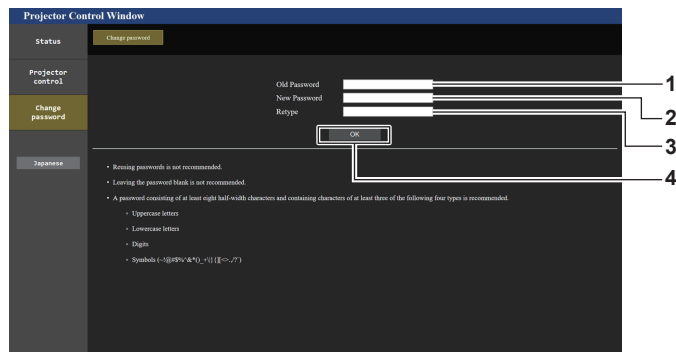 Projector Control Window
Status
Change password
Projector
control
Change
password
Japanese
Old Password
New Password
Retype
OK
1
2
3
4
• Reusing passwords is not recommended.
• Leaving the password blank is not recommended.
• A password consisting of at least eight half-width characters and containing characters of at least three of the following four types is recommended.
• Uppercase letters
• Lowercase letters
• Digits
• Symbols (~!@#$%^&*()_+\|}{][<>.,/?`)